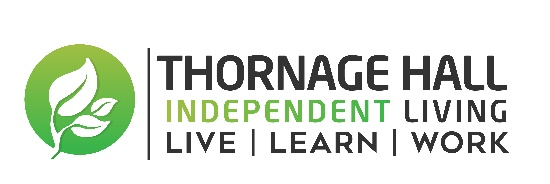 THORNAGE HALL
INDEPENDENT LIVING
LIVE | LEARN | WORK